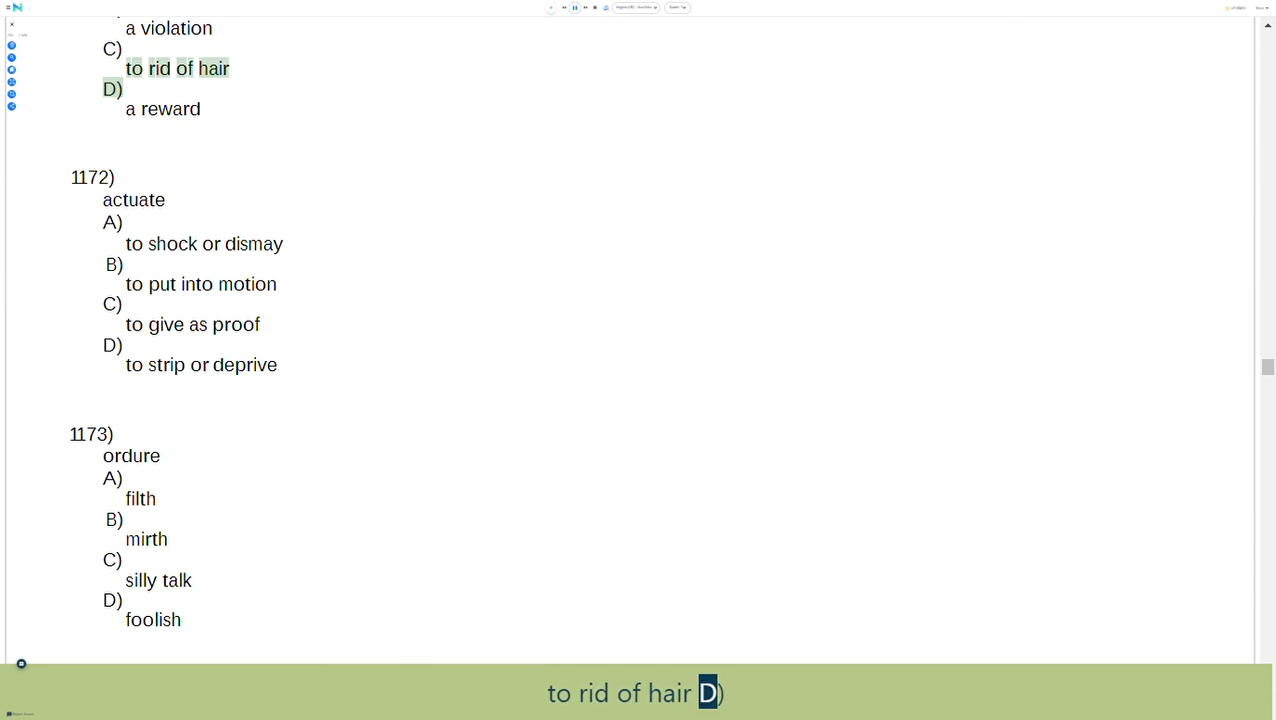 a violation
C)
to rid of hair
D)
a reward
1172)
actuate
A)
to shock or dismay
B)
to put into motion
C)
to give as proof
D)
to strip or deprive
1173)
ordure
A)
filth
B)
mirth
C)
silly talk
D)
foolish
to rid of hair D)